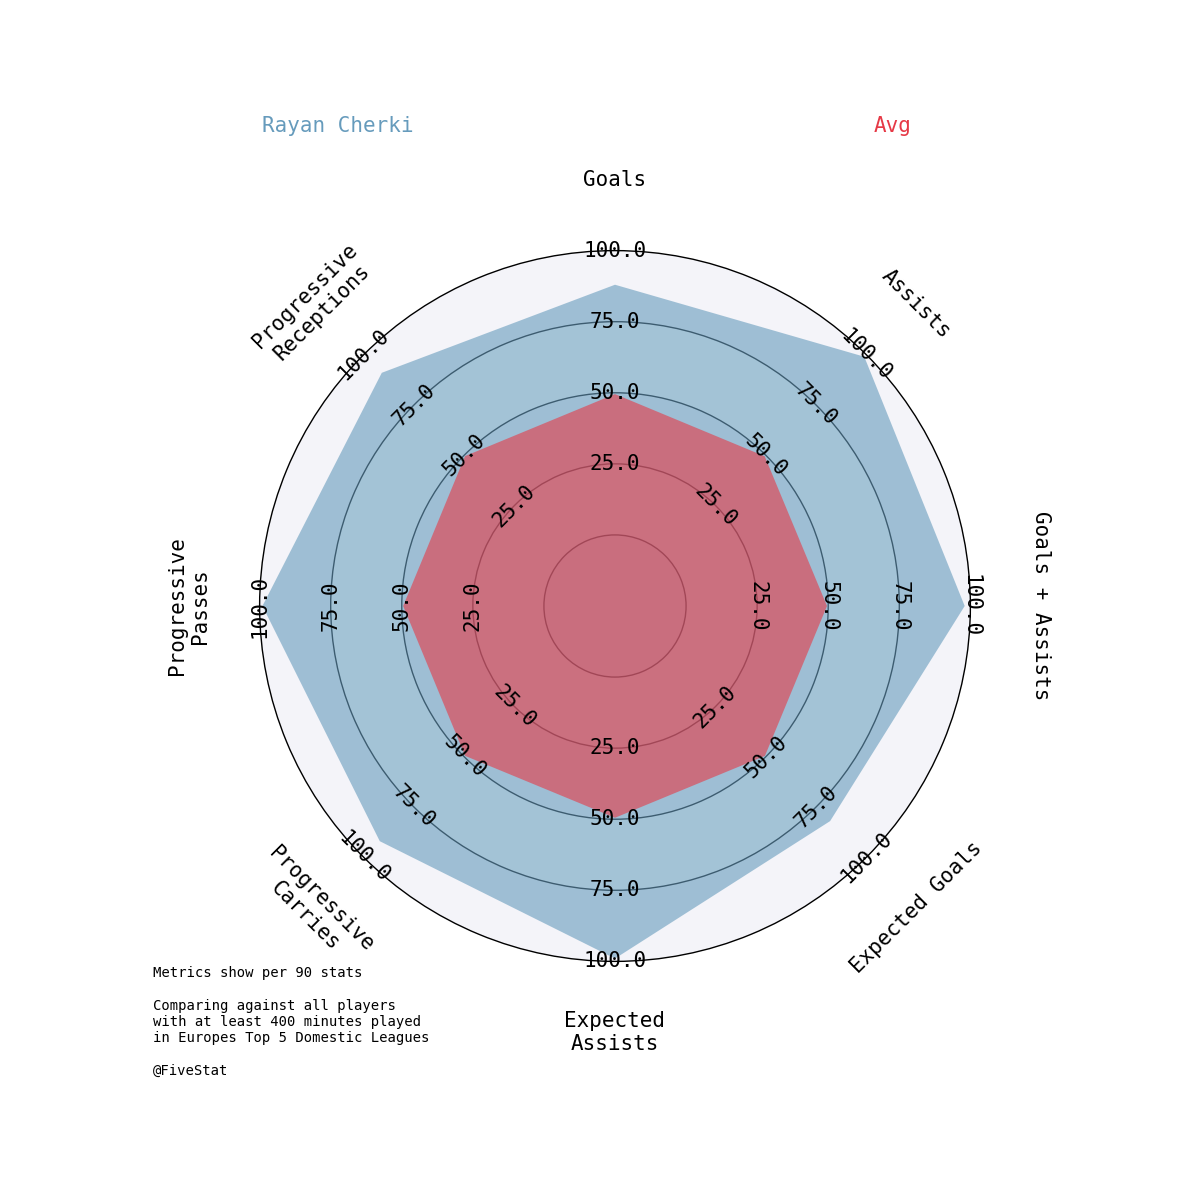 Rayan Cherki
Avg
Goals
Assists
Goals + Assists
Expected Goals
Expected
Assists
Progressive
Carries
Progressive
Passes
Progressive
Receptions
25.0
50.0
75.0
100.0
25.0
50.0
75.0
100.0
25.0
50.0
75.0
100.0
25.0
50.0
75.0
100.0
25.0
50.0
75.0
100.0
25.0
50.0
75.0
100.0
25.0
50.0
75.0
100.0
25.0
50.0
75.0
100.0
Metrics show per 90 stats
Comparing against all players
with at least 400 minutes played
in Europes Top 5 Domestic Leagues
@FiveStat